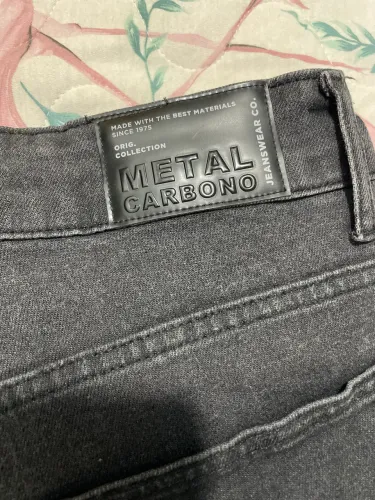 MADE WITH THE BEST MATERIALS
SINCE 1975
ORIG.
COLLECTION
METAL
CARBONO
JEANSWEAR CO.